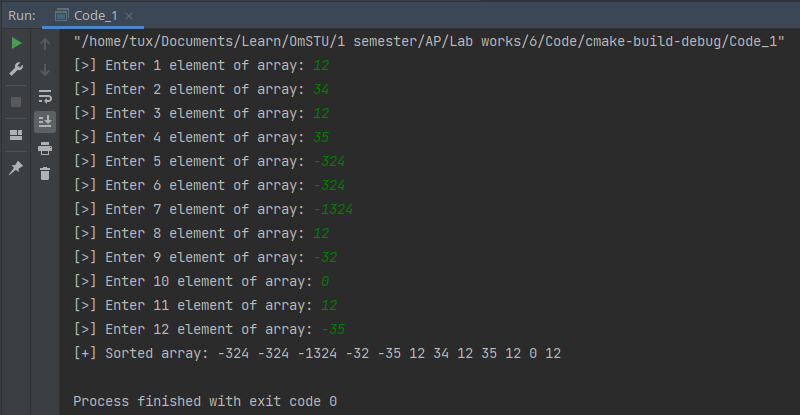 Run: Code_1
"/home/tux/Documents/Learn/OmSTU/1 semester/AP/Lab works/6/Code/cmake-build-debug/Code_1"
[>] Enter 1 element of array: 12
[>] Enter 2 element of array: 34
[>] Enter 3 element of array: 12
[>] Enter 4 element of array: 35
[>] Enter 5 element of array: -324
[>] Enter 6 element of array: -324
[>] Enter 7 element of array: -1324
[>] Enter 8 element of array: 12
[>] Enter 9 element of array: -32
[>] Enter 10 element of array: 0
[>] Enter 11 element of array: 12
[>] Enter 12 element of array: -35
[+] Sorted array: -324 -324 -1324 -32 -35 12 34 12 35 12 0 12
Process finished with exit code 0